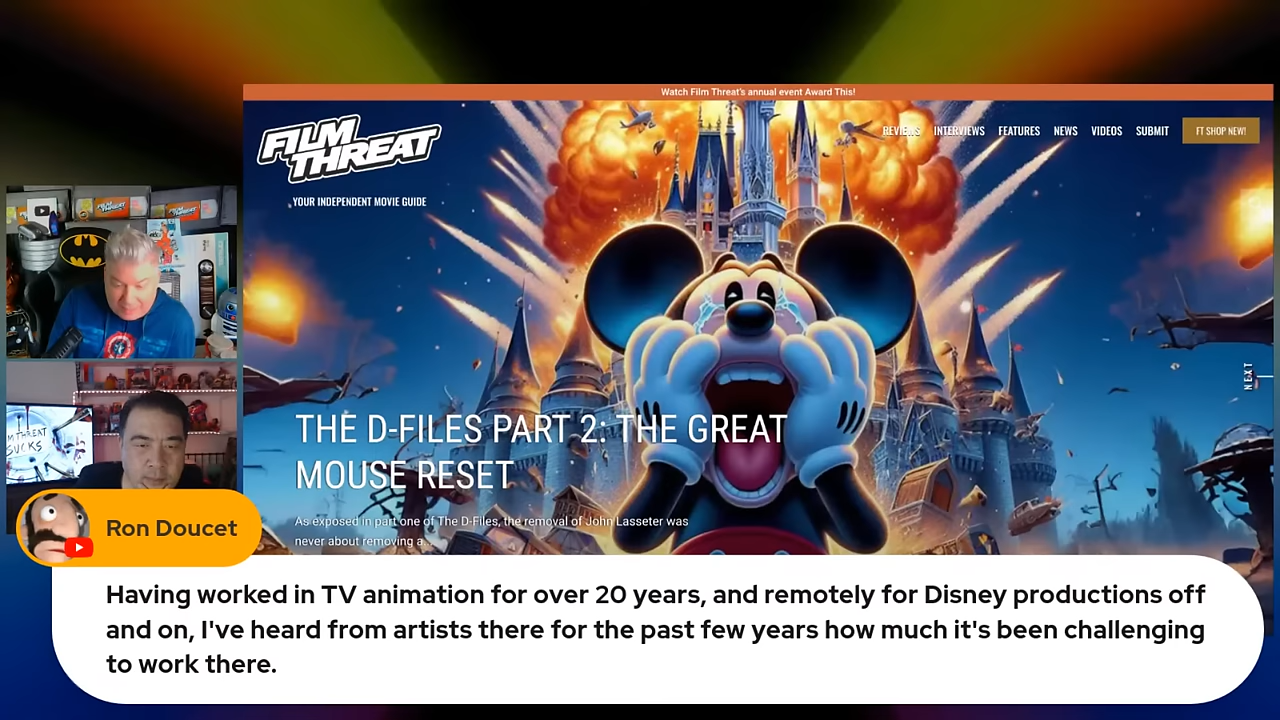 Watch Film Threat's annual event Award This!
FILM THREAT
YOUR INDEPENDENT MOVIE GUIDE
REVIEWS INTERVIEWS FEATURES NEWS VIDEOS SUBMIT FT SHOP NEW!
NEXT
THE D-FILES PART 2: THE GREAT
MOUSE RESET
As exposed in part one of The D-Files, the removal of John Lasseter was
never about removing a...
THREAT
SUCKS
Ron Doucet
Having worked in TV animation for over 20 years, and remotely for Disney productions off
and on, I've heard from artists there for the past few years how much it's been challenging
to work there.